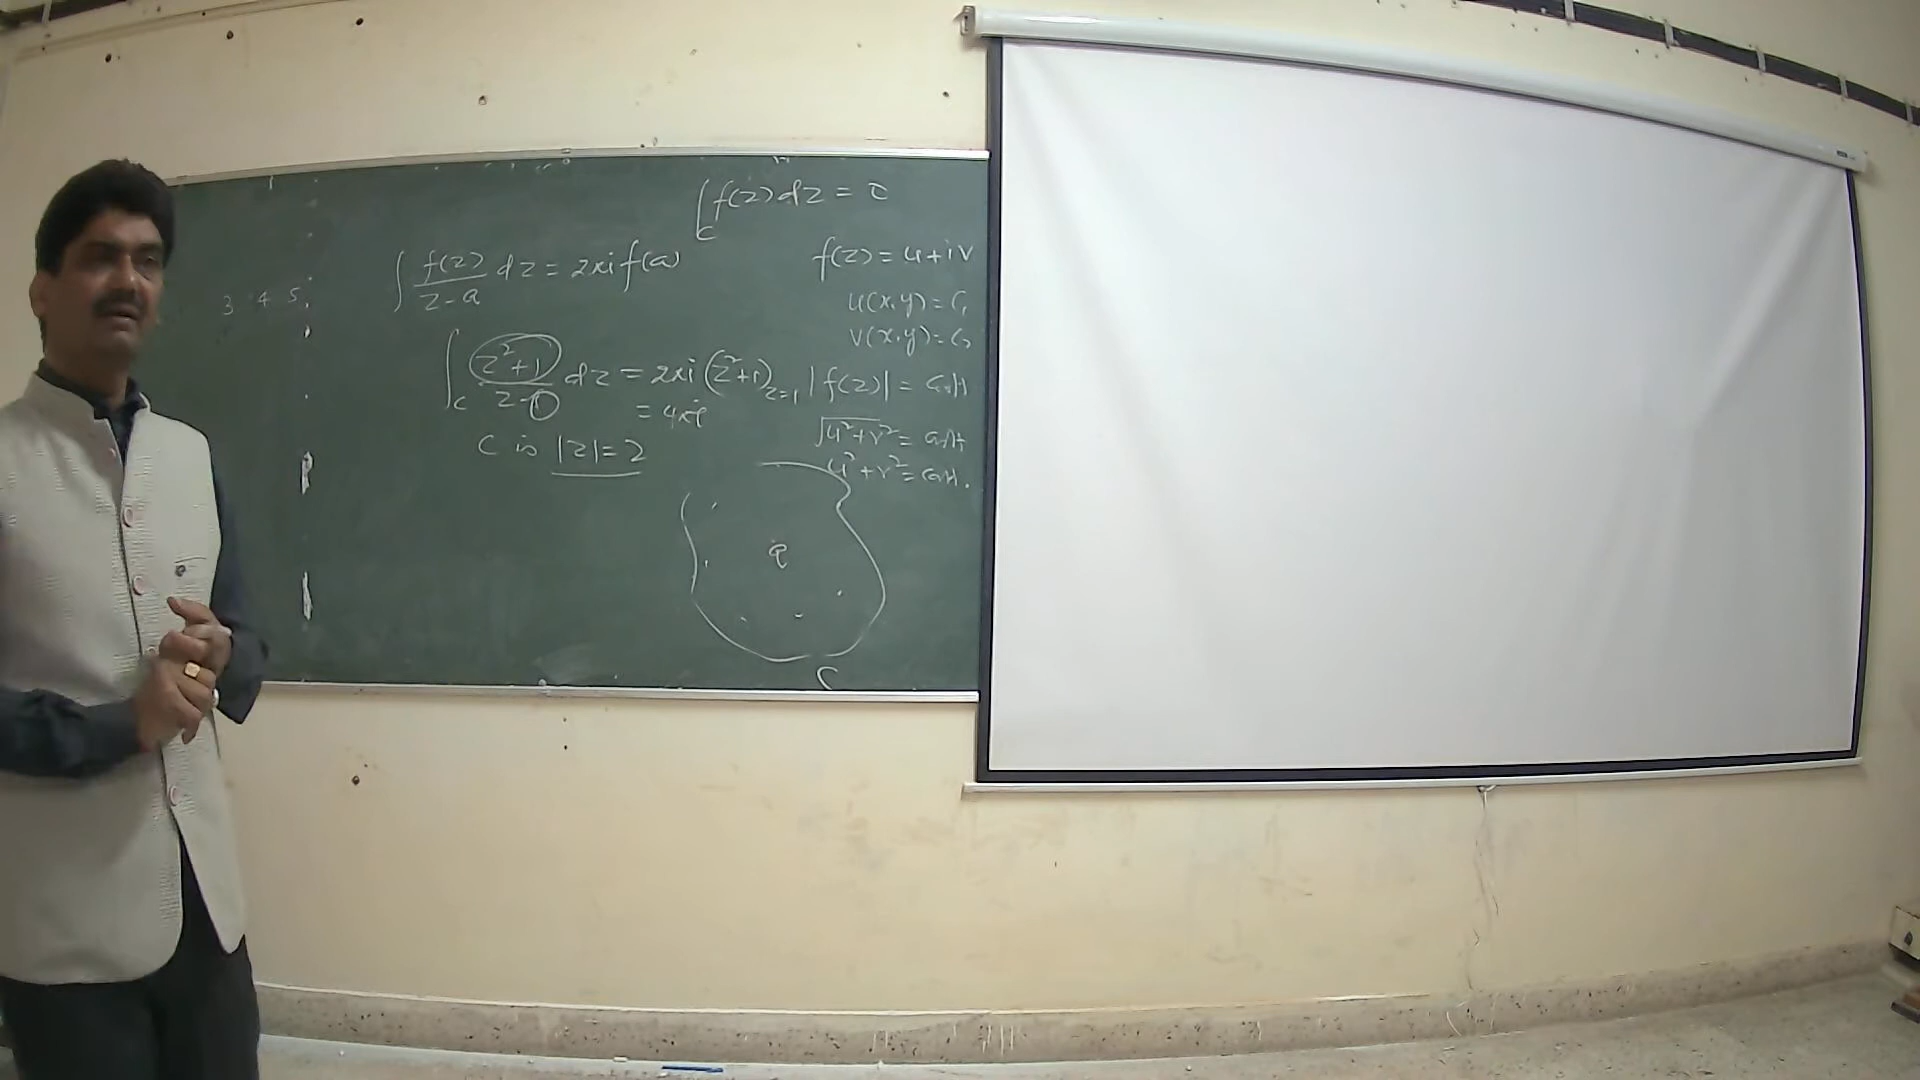 ∫_C f(z) dz = 0
∫ f(z)/(z-a) dz = 2πi f(a)
f(z) = u+iv
3 4 5
u(x,y) = C₁
v(x,y) = C₂
∫_C (z²+1)/(z-1) dz = 2πi (z²+1)_{z=1}
= 4πi
|f(z)| = const
C is |z|=2
√(u²+v²) = const
u²+v² = const.
a
C